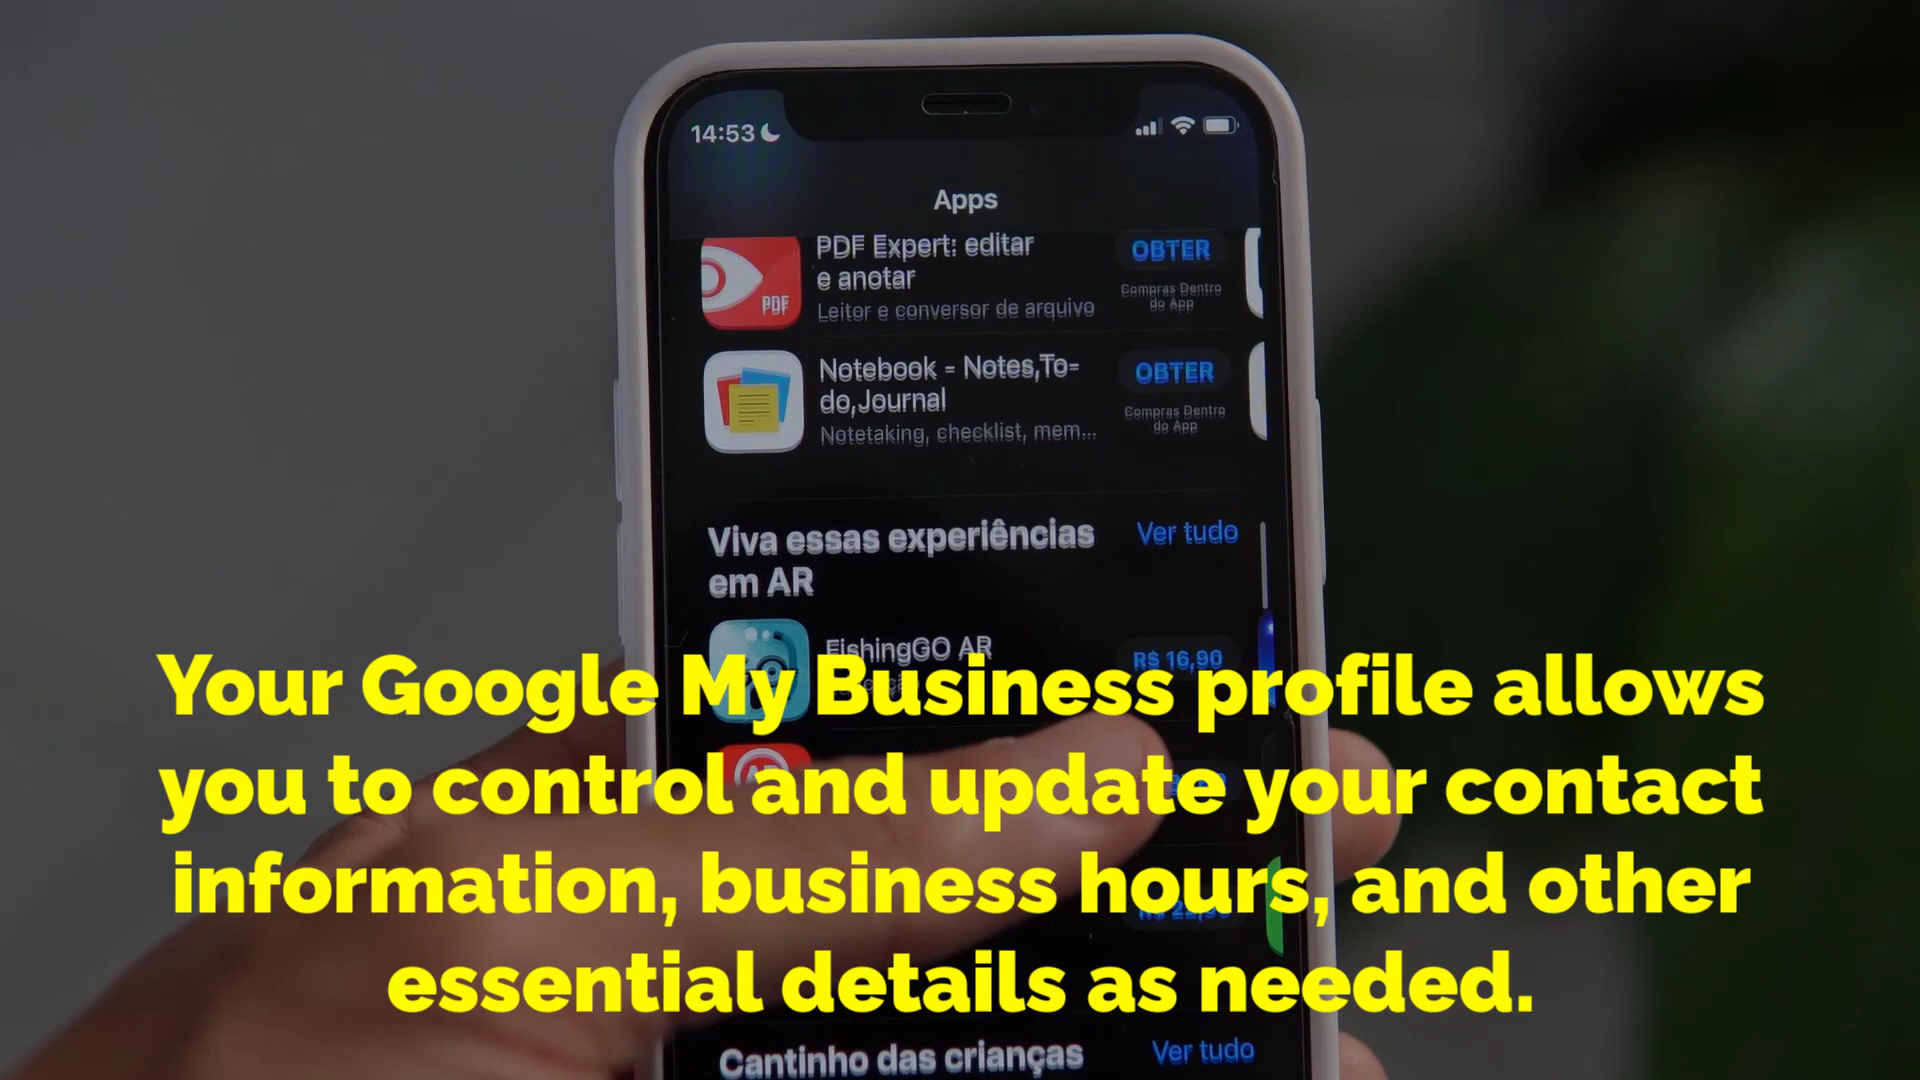 14:53
Apps
PDF Expert: editar
e anotar
OBTER
Leitor e conversor de arquivo
Compras Dentro
do App
PDF
Notebook - Notes,To-
do,Journal
OBTER
Notetaking, checklist, mem...
Compras Dentro
do App
Viva essas experiências
em AR
Ver tudo
FishingGO AR
R$ 16,90
Your Google My Business profile allows
you to control and update your contact
information, business hours, and other
essential details as needed.
Cantinho das crianças
Ver tudo